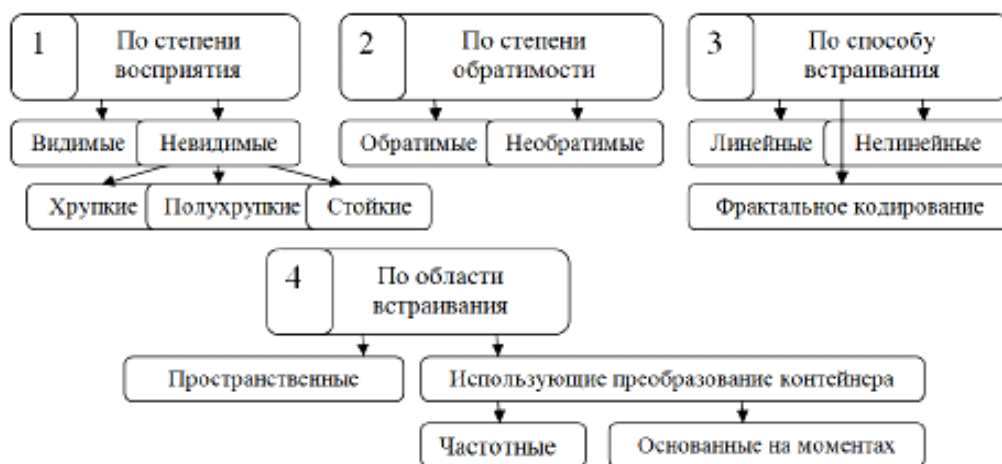 1
По степени
восприятия
2
По степени
обратимости
3
По способу
встраивания
Видимые
Невидимые
Обратимые
Необратимые
Линейные
Нелинейные
Хрупкие
Полухрупкие
Стойкие
Фрактальное кодирование
4
По области
встраивания
Пространственные
Использующие преобразование контейнера
Частотные
Основанные на моментах